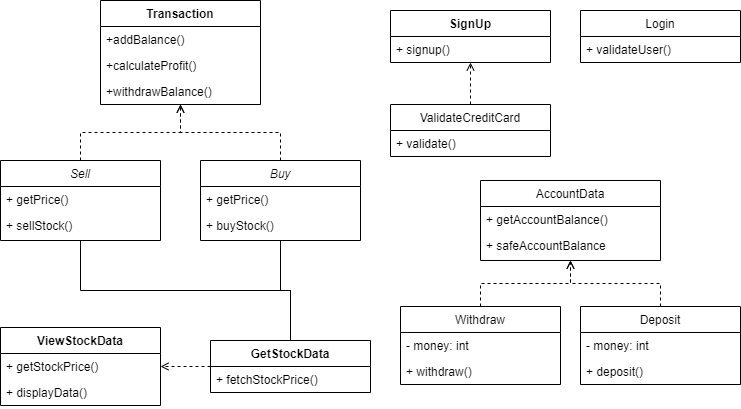 Transaction
+addBalance()
+calculateProfit()
+withdrawBalance()
SignUp
+ signup()
Login
+ validateUser()
ValidateCreditCard
+ validate()
Sell
+ getPrice()
+ sellStock()
Buy
+ getPrice()
+ buyStock()
AccountData
+ getAccountBalance()
+ safeAccountBalance
Withdraw
- money: int
+ withdraw()
Deposit
- money: int
+ deposit()
ViewStockData
+ getStockPrice()
+ displayData()
GetStockData
+ fetchStockPrice()